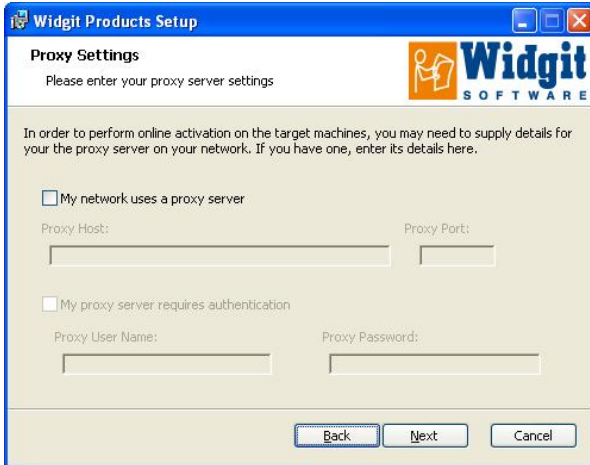 Widgit Products Setup
Proxy Settings
Please enter your proxy server settings
Widgit
SOFTWARE
In order to perform online activation on the target machines, you may need to supply details for
your the proxy server on your network. If you have one, enter its details here.
My network uses a proxy server
Proxy Host:
Proxy Port:
My proxy server requires authentication
Proxy User Name:
Proxy Password:
Back
Next
Cancel